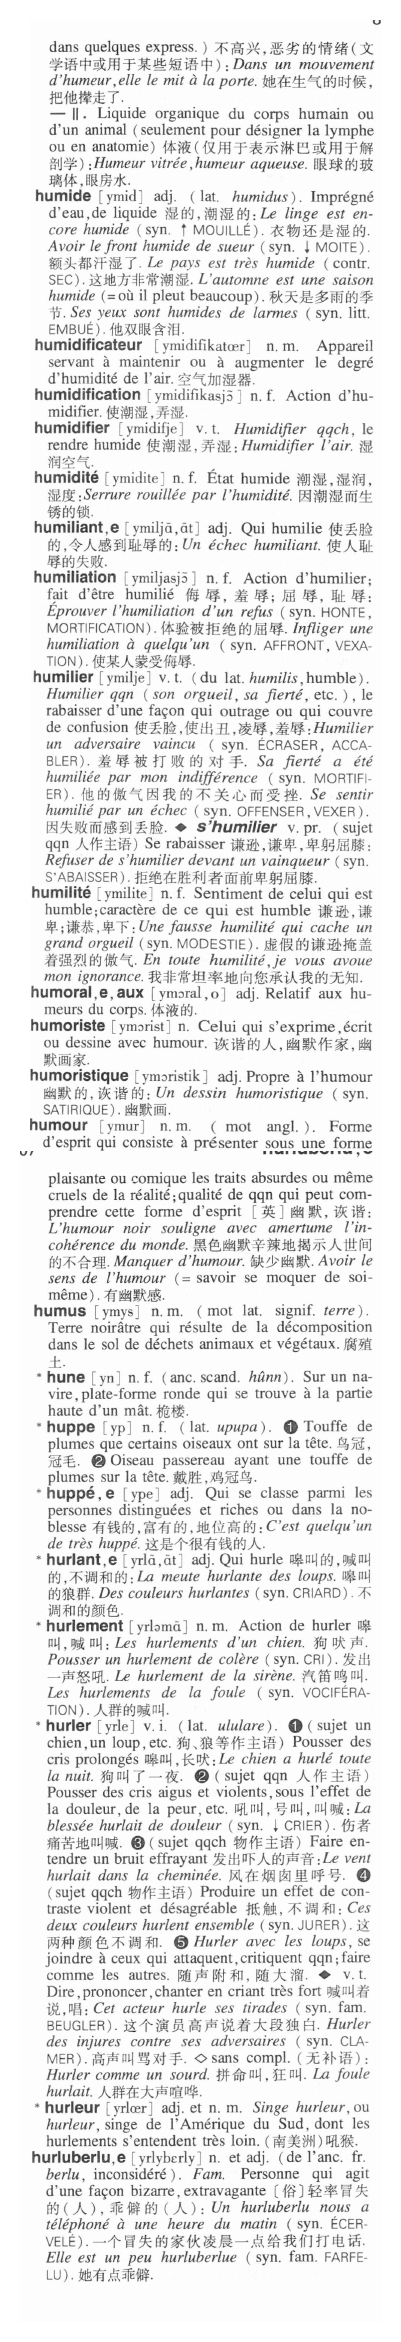 dans quelques express. ) 不高兴,恶劣的情绪(文
学语中或用于某些短语中):Dans un mouvement
d'humeur,elle le mit à la porte. 她在生气的时候,
把他撵走了.
— Ⅱ. Liquide organique du corps humain ou
d'un animal (seulement pour désigner la lymphe
ou en anatomie) 体液(仅用于表示淋巴或用于解
剖学):Humeur vitrée,humeur aqueuse. 眼球的玻
璃体,眼房水.
humide [ymid] adj. ( lat. humidus). Imprégné
d'eau,de liquide 湿的,潮湿的:Le linge est en-
core humide ( syn. ↑ MOUILLÉ). 衣物还是湿的.
Avoir le front humide de sueur (syn. ↓ MOITE).
额头都汗湿了. Le pays est très humide ( contr.
SEC). 这地方非常潮湿. L'automne est une saison
humide (=où il pleut beaucoup). 秋天是多雨的季
节. Ses yeux sont humides de larmes ( syn. litt.
EMBUÉ). 他双眼含泪.
humidificateur [ymidifikatœr] n. m. Appareil
servant à maintenir ou à augmenter le degré
d'humidité de l'air. 空气加湿器.
humidification [ymidifikasjɔ̃] n. f. Action d'hu-
midifier. 使潮湿,弄湿.
humidifier [ymidifje] v. t. Humidifier qqch, le
rendre humide 使潮湿,弄湿:Humidifier l'air. 湿
润空气.
humidité [ymidite] n. f. État humide 潮湿,湿润,
湿度:Serrure rouillée par l'humidité. 因潮湿而生
锈的锁.
humiliant,e [ymiljɑ̃,ɑ̃t] adj. Qui humilie 使丢脸
的,令人感到耻辱的:Un échec humiliant. 使人耻
辱的失败.
humiliation [ymiljasjɔ̃] n. f. Action d'humilier;
fait d'être humilié 侮辱, 羞辱; 屈辱, 耻辱:
Éprouver l'humiliation d'un refus ( syn. HONTE,
MORTIFICATION). 体验被拒绝的屈辱. Infliger une
humiliation à quelqu'un ( syn. AFFRONT, VEXA-
TION). 使某人蒙受侮辱.
humilier [ymilje] v. t. ( du lat. humilis,humble).
Humilier qqn ( son orgueil, sa fierté, etc. ), le
rabaisser d'une façon qui outrage ou qui couvre
de confusion 使丢脸,使出丑,凌辱,羞辱:Humilier
un adversaire vaincu ( syn. ÉCRASER, ACCA-
BLER). 羞辱被打败的对手. Sa fierté a été
humiliée par mon indifférence ( syn. MORTIFI-
ER). 他的傲气因我的不关心而受挫. Se sentir
humilié par un échec (syn. OFFENSER,VEXER).
因失败而感到丢脸. ◆ s'humilier v. pr. ( sujet
qqn 人作主语) Se rabaisser 谦逊,谦卑,卑躬屈膝:
Refuser de s'humilier devant un vainqueur (syn.
S'ABAISSER). 拒绝在胜利者面前卑躬屈膝.
humilité [ymilite] n. f. Sentiment de celui qui est
humble;caractère de ce qui est humble 谦逊,谦
卑;谦恭,卑下:Une fausse humilité qui cache un
grand orgueil (syn. MODESTIE). 虚假的谦逊掩盖
着强烈的傲气. En toute humilité,je vous avoue
mon ignorance. 我非常坦率地向您承认我的无知.
humoral,e,aux [ymɔral,o] adj. Relatif aux hu-
meurs du corps. 体液的.
humoriste [ymɔrist] n. Celui qui s'exprime,écrit
ou dessine avec humour. 诙谐的人,幽默作家,幽
默画家.
humoristique [ymɔristik] adj. Propre à l'humour
幽默的,诙谐的: Un dessin humoristique ( syn.
SATIRIQUE). 幽默画.
humour [ymur] n. m. ( mot angl. ). Forme
d'esprit qui consiste à présenter sous une forme
plaisante ou comique les traits absurdes ou même
cruels de la réalité;qualité de qqn qui peut com-
prendre cette forme d'esprit [英]幽默,诙谐:
L'humour noir souligne avec amertume l'in-
cohérence du monde. 黑色幽默辛辣地揭示人世间
的不合理. Manquer d'humour. 缺少幽默. Avoir le
sens de l'humour (= savoir se moquer de soi-
même). 有幽默感.
humus [ymys] n. m. ( mot lat. signif. terre ).
Terre noirâtre qui résulte de la décomposition
dans le sol de déchets animaux et végétaux. 腐殖
土.
* hune [yn] n. f. (anc. scand. hûnn). Sur un na-
vire,plate-forme ronde qui se trouve à la partie
haute d'un mât. 桅楼.
* huppe [yp] n. f. ( lat. upupa). ❶ Touffe de
plumes que certains oiseaux ont sur la tête. 鸟冠,
冠毛. ❷ Oiseau passereau ayant une touffe de
plumes sur la tête. 戴胜,鸡冠鸟.
* huppé,e [ype] adj. Qui se classe parmi les
personnes distinguées et riches ou dans la no-
blesse 有钱的,富有的,地位高的:C'est quelqu'un
de très huppé. 这是个很有钱的人.
* hurlant,e [yrlɑ̃,ɑ̃t] adj. Qui hurle 嗥叫的,喊叫
的,不调和的:La meute hurlante des loups. 嗥叫
的狼群. Des couleurs hurlantes ( syn. CRIARD). 不
调和的颜色.
* hurlement [yrləmɑ̃] n. m. Action de hurler 嗥
叫,喊叫: Les hurlements d'un chien. 狗吠声.
Pousser un hurlement de colère ( syn. CRI). 发出
一声怒吼. Le hurlement de la sirène. 汽笛鸣叫.
Les hurlements de la foule ( syn. VOCIFÉRA-
TION). 人群的喊叫.
* hurler [yrle] v. i. ( lat. ululare). ❶ ( sujet un
chien,un loup,etc. 狗、狼等作主语) Pousser des
cris prolongés 嗥叫,长吠:Le chien a hurlé toute
la nuit. 狗叫了一夜. ❷ ( sujet qqn 人作主语)
Pousser des cris aigus et violents,sous l'effet de
la douleur,de la peur,etc. 吼叫,号叫,叫喊:La
blessée hurlait de douleur ( syn. ↓ CRIER). 伤者
痛苦地叫喊. ❸ ( sujet qqch 物作主语) Faire en-
tendre un bruit effrayant 发出吓人的声音:Le vent
hurlait dans la cheminée. 风在烟囱里呼号. ❹
(sujet qqch 物作主语) Produire un effet de con-
traste violent et désagréable 抵触,不调和:Ces
deux couleurs hurlent ensemble ( syn. JURER). 这
两种颜色不调和. ❺ Hurler avec les loups, se
joindre à ceux qui attaquent,critiquent qqn;faire
comme les autres. 随声附和,随大溜. ◆ v. t.
Dire,prononcer,chanter en criant très fort 喊叫着
说,唱:Cet acteur hurle ses tirades ( syn. fam.
BEUGLER). 这个演员高声说着大段独白. Hurler
des injures contre ses adversaires ( syn. CLA-
MER). 高声叫骂对手. ◇ sans compl. (无补语):
Hurler comme un sourd. 拼命叫,狂叫. La foule
hurlait. 人群在大声喧哗.
* hurleur [yrlœr] adj. et n. m. Singe hurleur,ou
hurleur, singe de l'Amérique du Sud, dont les
hurlements s'entendent très loin. (南美洲)吼猴.
hurluberlu,e [yrlybɛrly] n. et adj. (de l'anc. fr.
berlu, inconsidéré ). Fam. Personne qui agit
d'une façon bizarre,extravagante [俗]轻率冒失
的(人),乖僻的(人): Un hurluberlu nous a
téléphoné à une heure du matin ( syn. ÉCER-
VELÉ). 一个冒失的家伙凌晨一点给我们打电话.
Elle est un peu hurluberlue ( syn. fam. FARFE-
LU). 她有点乖僻.